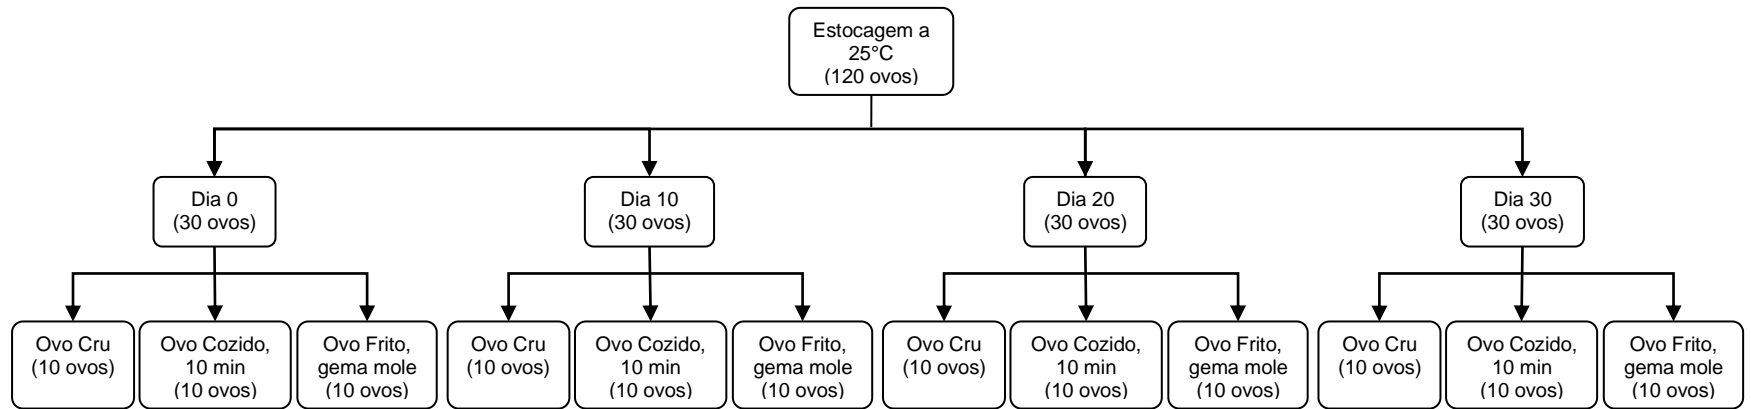 Estocagem a
25°C
(120 ovos)
Dia 0
(30 ovos)
Dia 10
(30 ovos)
Dia 20
(30 ovos)
Dia 30
(30 ovos)
Ovo Cru
(10 ovos)
Ovo Cozido,
10 min
(10 ovos)
Ovo Frito,
gema mole
(10 ovos)
Ovo Cru
(10 ovos)
Ovo Cozido,
10 min
(10 ovos)
Ovo Frito,
gema mole
(10 ovos)
Ovo Cru
(10 ovos)
Ovo Cozido,
10 min
(10 ovos)
Ovo Frito,
gema mole
(10 ovos)
Ovo Cru
(10 ovos)
Ovo Cozido,
10 min
(10 ovos)
Ovo Frito,
gema mole
(10 ovos)